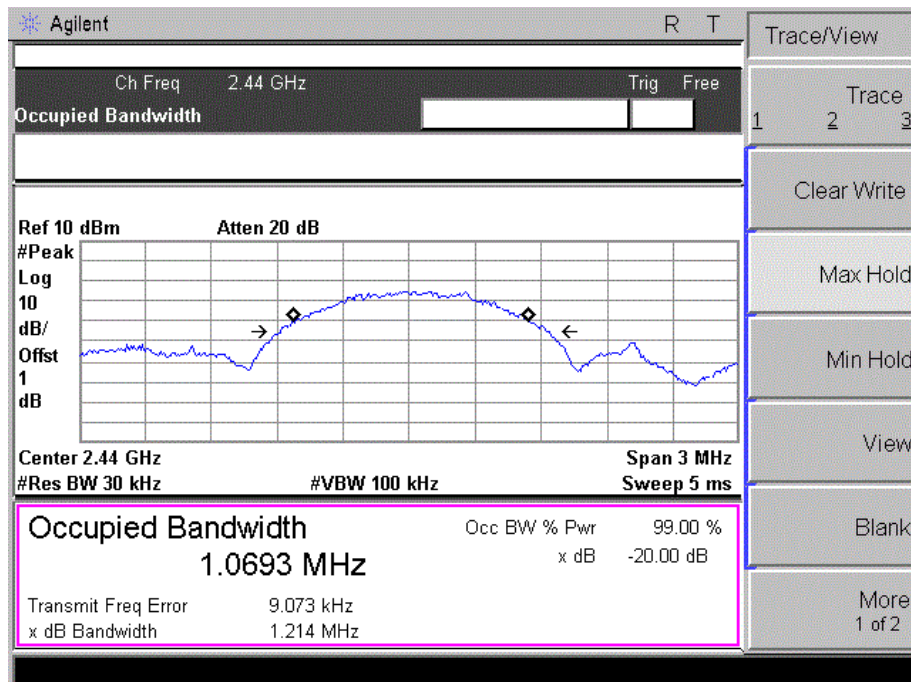 Agilent
R T
Ch Freq 2.44 GHz Trig Free
Occupied Bandwidth
Ref 10 dBm Atten 20 dB
#Peak
Log
10
dB/
Offst
1
dB
Center 2.44 GHz Span 3 MHz
#Res BW 30 kHz #VBW 100 kHz Sweep 5 ms
Occupied Bandwidth
1.0693 MHz
Occ BW % Pwr 99.00 %
x dB -20.00 dB
Transmit Freq Error 9.073 kHz
x dB Bandwidth 1.214 MHz
Trace/View
Trace
1 2 3
Clear Write
Max Hold
Min Hold
View
Blank
More
1 of 2